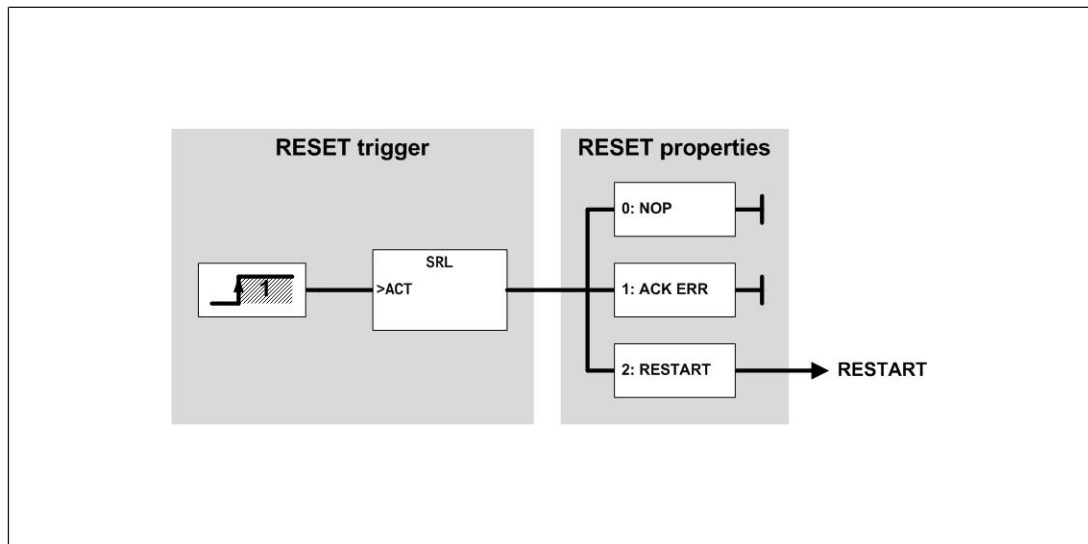 RESET trigger
RESET properties
0: NOP
SRL
1
>ACT
1: ACK ERR
2: RESTART
RESTART